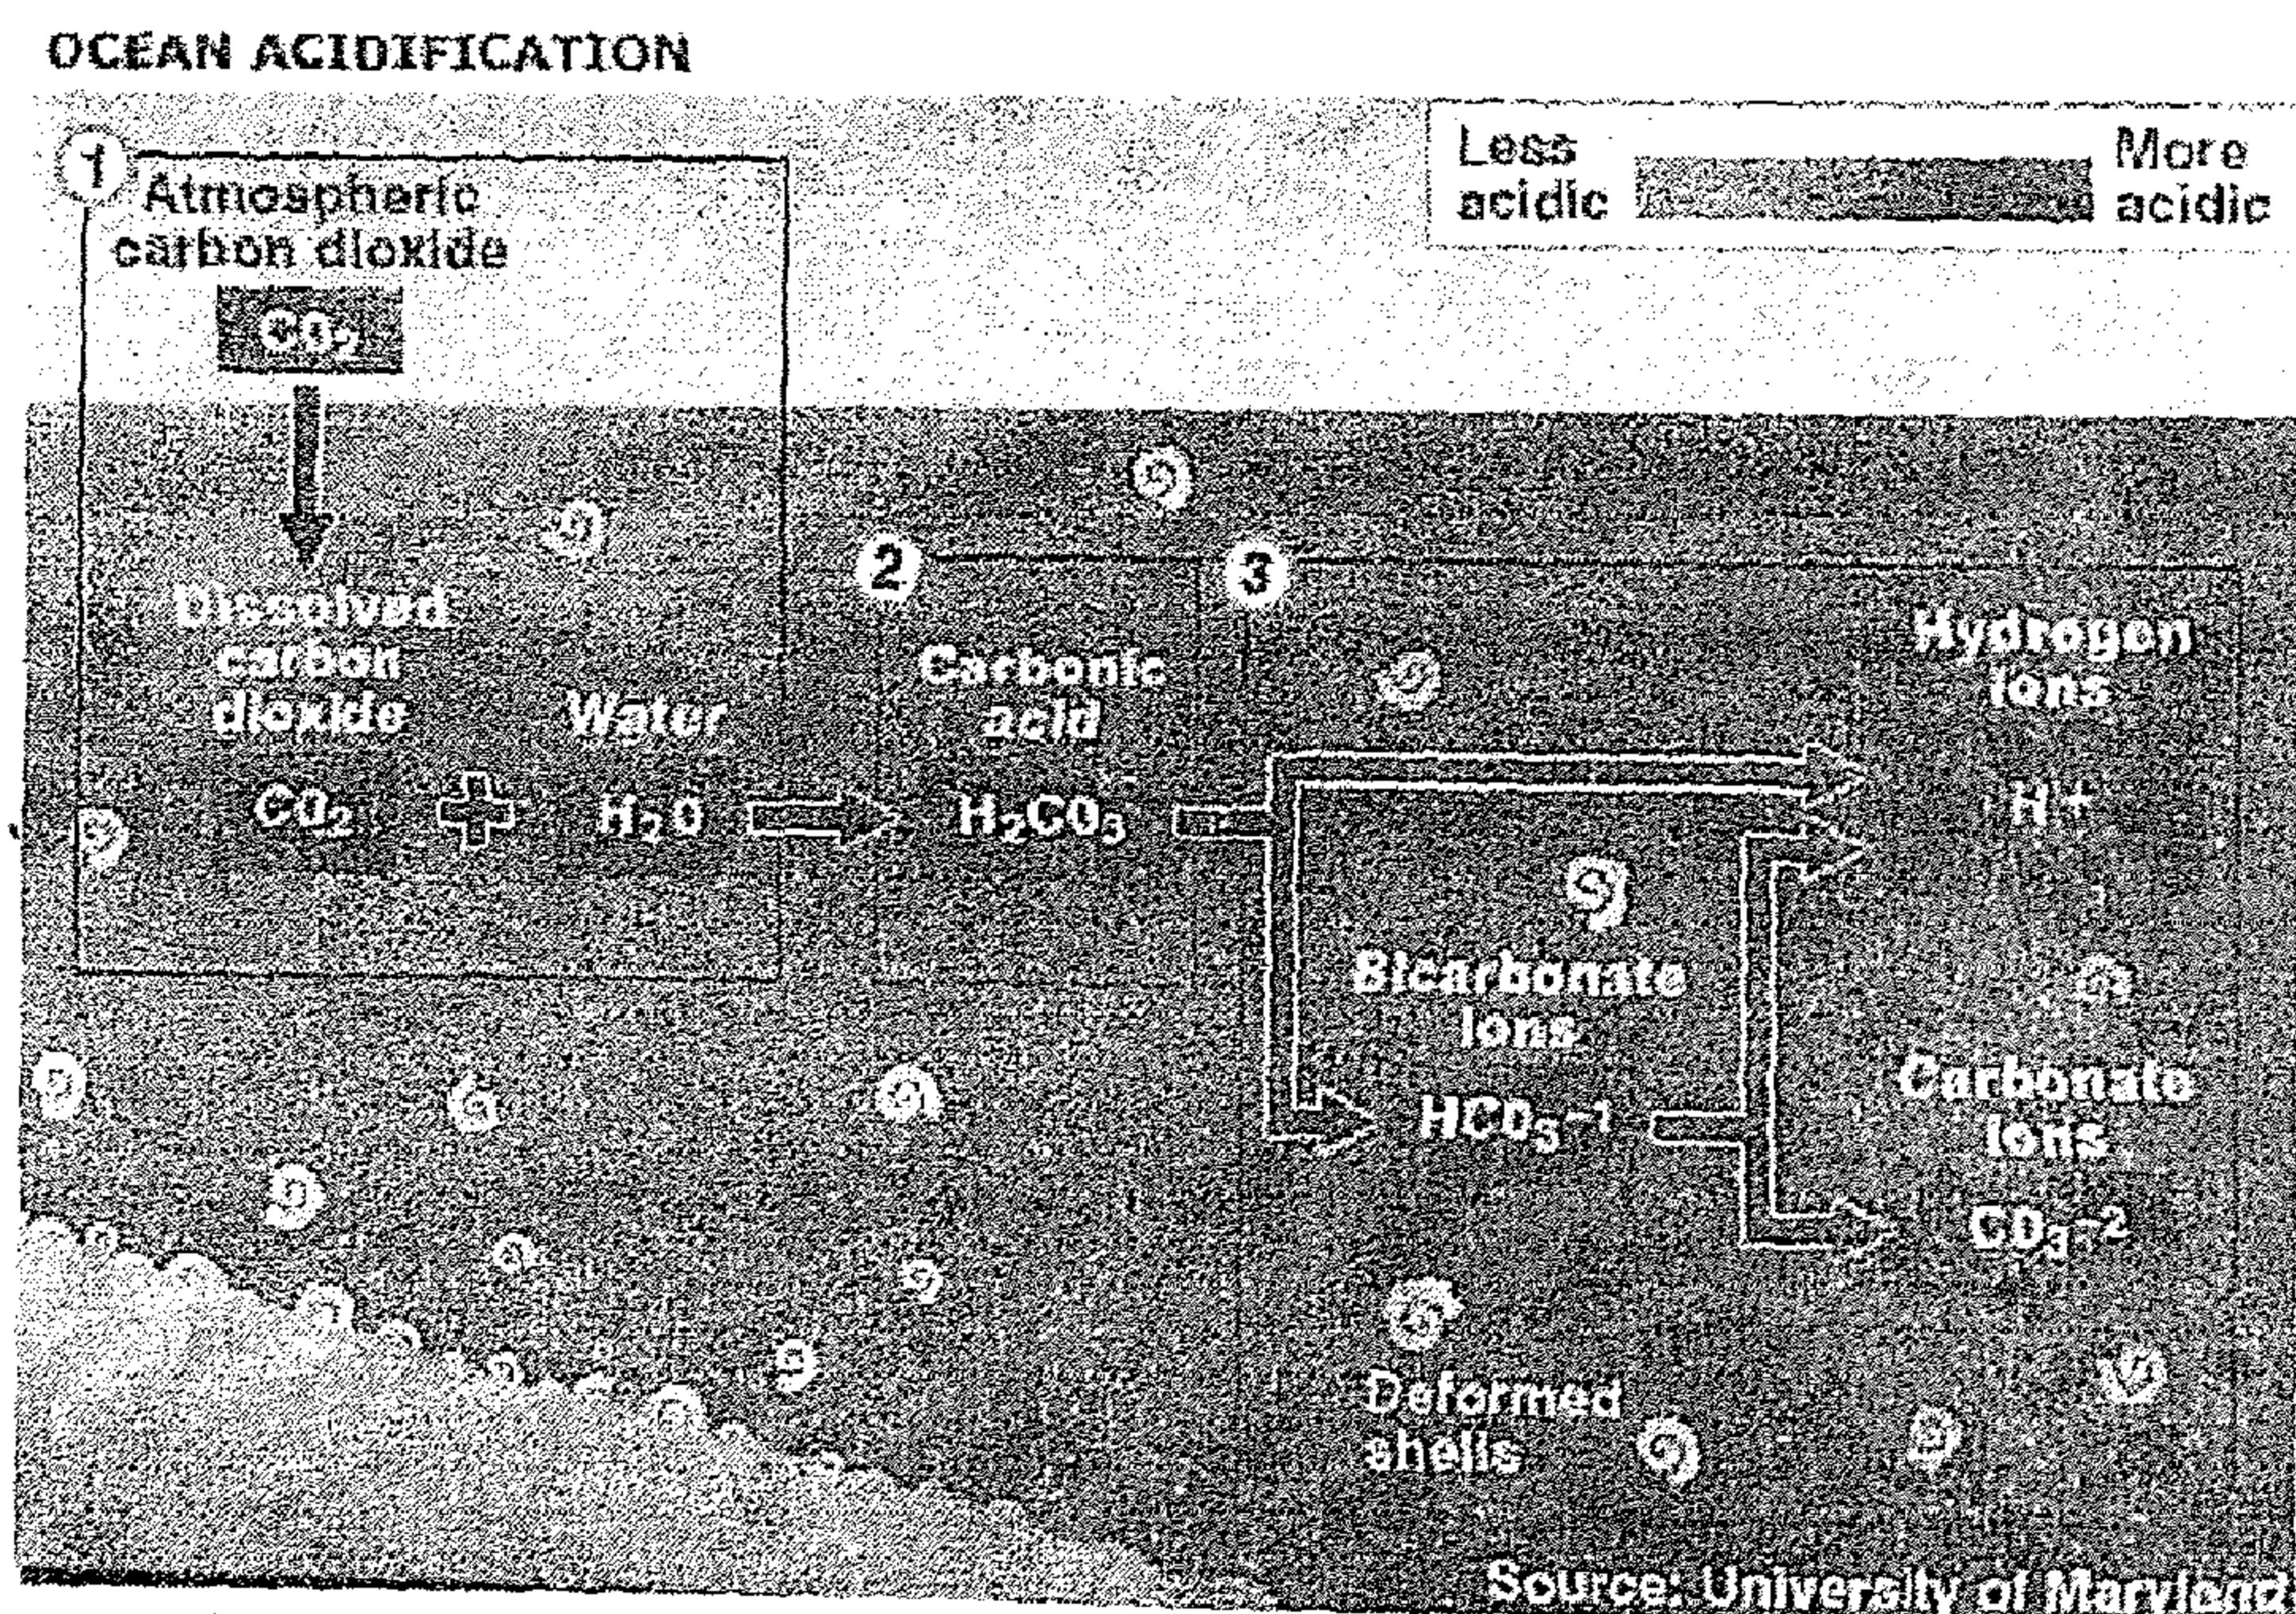 OCEAN ACIDIFICATION
1
Atmospheric
carbon dioxide
CO₂
Less
acidic
More
acidic
Dissolved
carbon
dioxide
CO₂
Water
H₂O
2
Carbonic
acid
H₂CO₃
3
Hydrogen
Ions
H+
Bicarbonate
Ions
HCO₃⁻¹
Carbonate
Ions
CO₃⁻²
Deformed
shells
Source: University of Maryland